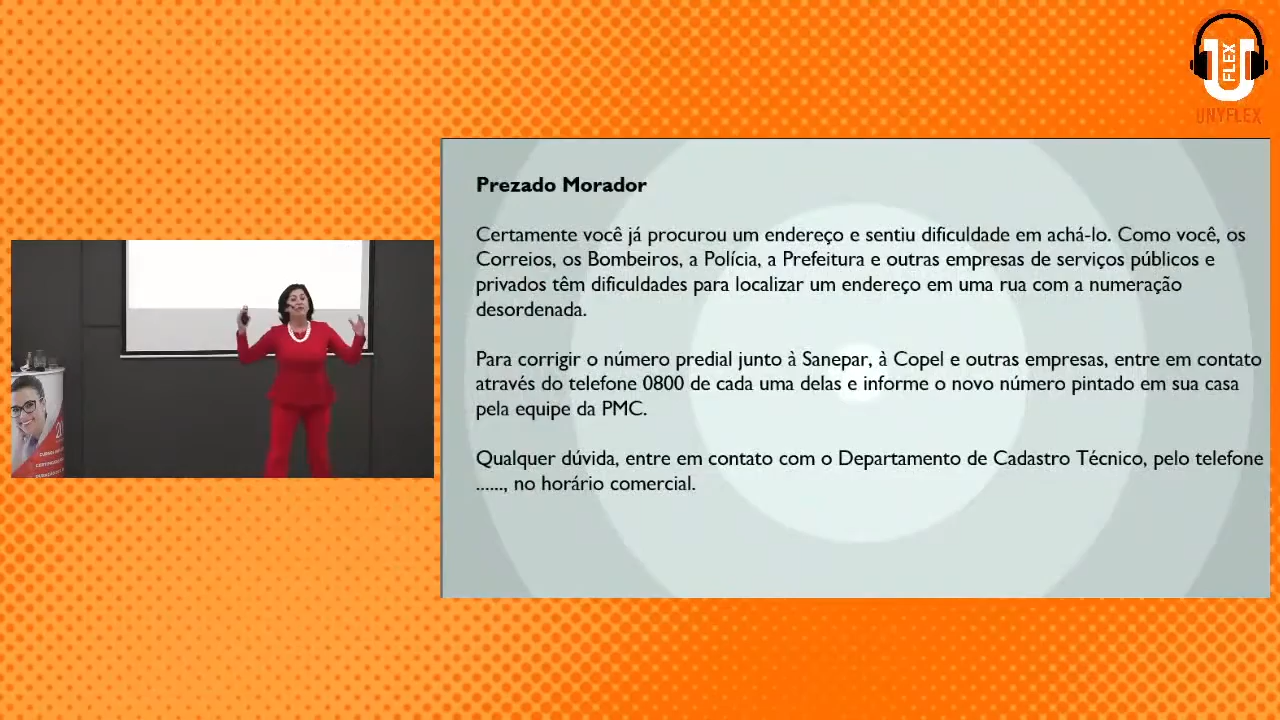 FLEX
U
UNYFLEX
Prezado Morador
Certamente você já procurou um endereço e sentiu dificuldade em achá-lo. Como você, os
Correios, os Bombeiros, a Polícia, a Prefeitura e outras empresas de serviços públicos e
privados têm dificuldades para localizar um endereço em uma rua com a numeração
desordenada.
Para corrigir o número predial junto à Sanepar, à Copel e outras empresas, entre em contato
através do telefone 0800 de cada uma delas e informe o novo número pintado em sua casa
pela equipe da PMC.
Qualquer dúvida, entre em contato com o Departamento de Cadastro Técnico, pelo telefone
......, no horário comercial.